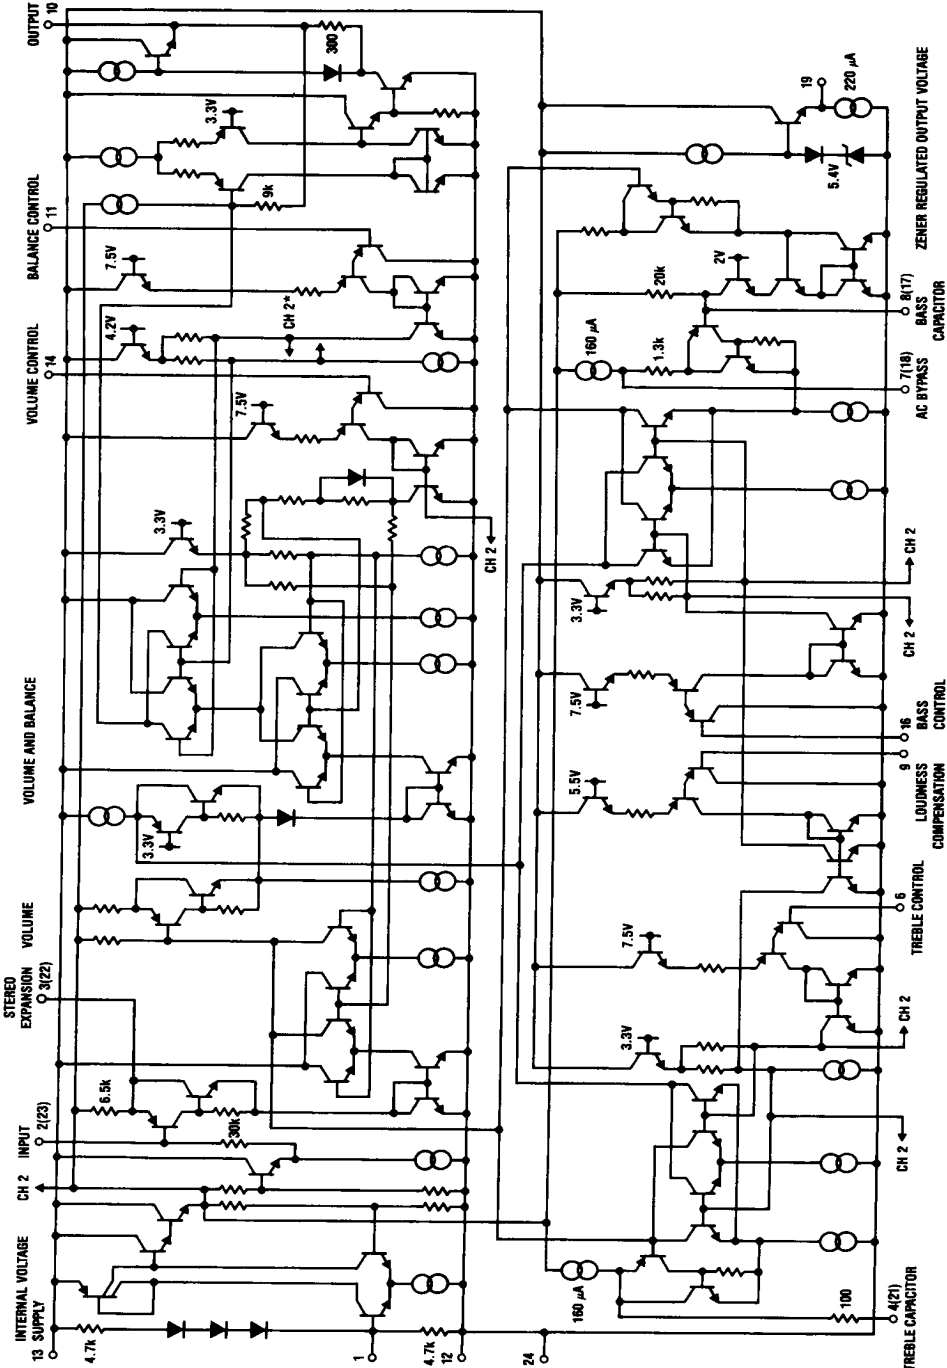 INTERNAL VOLTAGE
SUPPLY
13
4.7k
1
4.7k
12
CH 2
INPUT
2(23)
30k
6.5k
STEREO
EXPANSION
3(22)
VOLUME
3.3V
VOLUME AND BALANCE
3.3V
CH 2
7.5V
VOLUME CONTROL
14
4.2V
CH 2*
7.5V
BALANCE CONTROL
11
9k
3.3V
300
OUTPUT
10
24
160 µA
100
4(21)
TREBLE CAPACITOR
CH 2
3.3V
CH 2
7.5V
6
TREBLE CONTROL
5.5V
9
LOUDNESS
COMPENSATION
7.5V
16
BASS
CONTROL
3.3V
CH 2
CH 2
160 µA
1.3k
7(18)
AC BYPASS
20k
2V
8(17)
BASS
CAPACITOR
5.4V
19
220 µA
ZENER REGULATED OUTPUT VOLTAGE